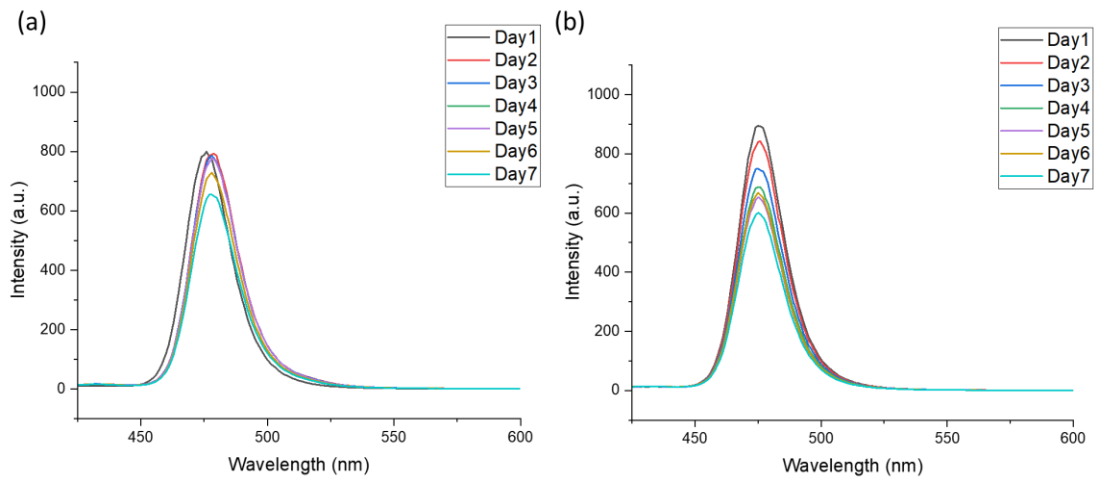 (a)
Day1
Day2
Day3
Day4
Day5
Day6
Day7
1000
800
600
400
200
0
Intensity (a.u.)
450
500
550
600
Wavelength (nm)
(b)
Day1
Day2
Day3
Day4
Day5
Day6
Day7
1000
800
600
400
200
0
Intensity (a.u.)
450
500
550
600
Wavelength (nm)